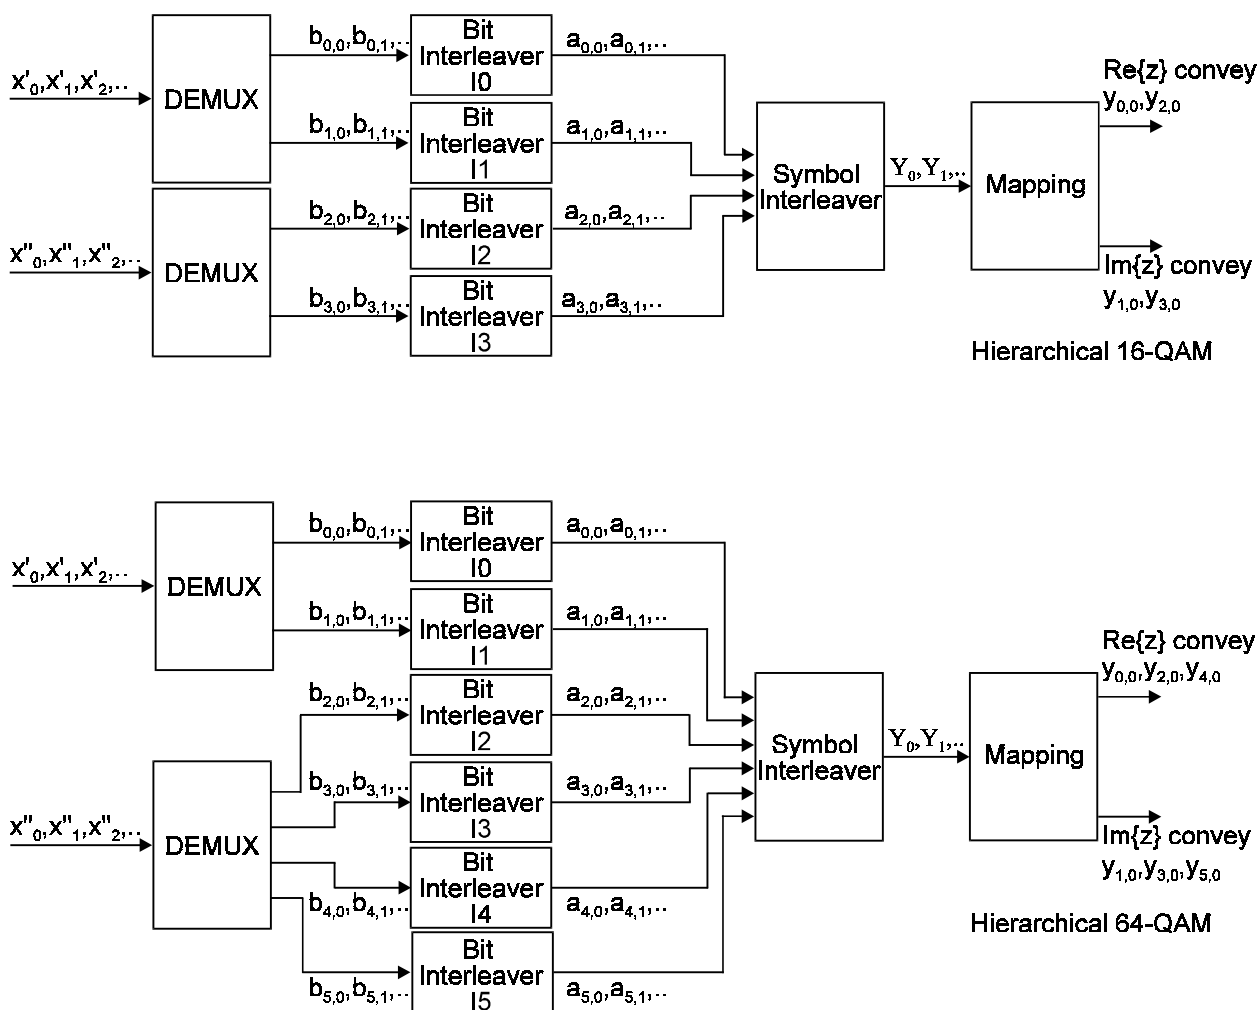 x'0,x'1,x'2,..
DEMUX
b0,0,b0,1,..
Bit
Interleaver
I0
a0,0,a0,1,..
b1,0,b1,1,..
Bit
Interleaver
I1
a1,0,a1,1,..
x"0,x"1,x"2,..
DEMUX
b2,0,b2,1,..
Bit
Interleaver
I2
a2,0,a2,1,..
b3,0,b3,1,..
Bit
Interleaver
I3
a3,0,a3,1,..
Symbol
Interleaver
Y0,Y1,..
Mapping
Re{z} convey
y0,0,y2,0
Im{z} convey
y1,0,y3,0
Hierarchical 16-QAM
x'0,x'1,x'2,..
DEMUX
b0,0,b0,1,..
Bit
Interleaver
I0
a0,0,a0,1,..
b1,0,b1,1,..
Bit
Interleaver
I1
a1,0,a1,1,..
x"0,x"1,x"2,..
DEMUX
b2,0,b2,1,..
Bit
Interleaver
I2
a2,0,a2,1,..
b3,0,b3,1,..
Bit
Interleaver
I3
a3,0,a3,1,..
b4,0,b4,1,..
Bit
Interleaver
I4
a4,0,a4,1,..
b5,0,b5,1,..
Bit
Interleaver
I5
a5,0,a5,1,..
Symbol
Interleaver
Y0,Y1,..
Mapping
Re{z} convey
y0,0,y2,0,y4,0
Im{z} convey
y1,0,y3,0,y5,0
Hierarchical 64-QAM